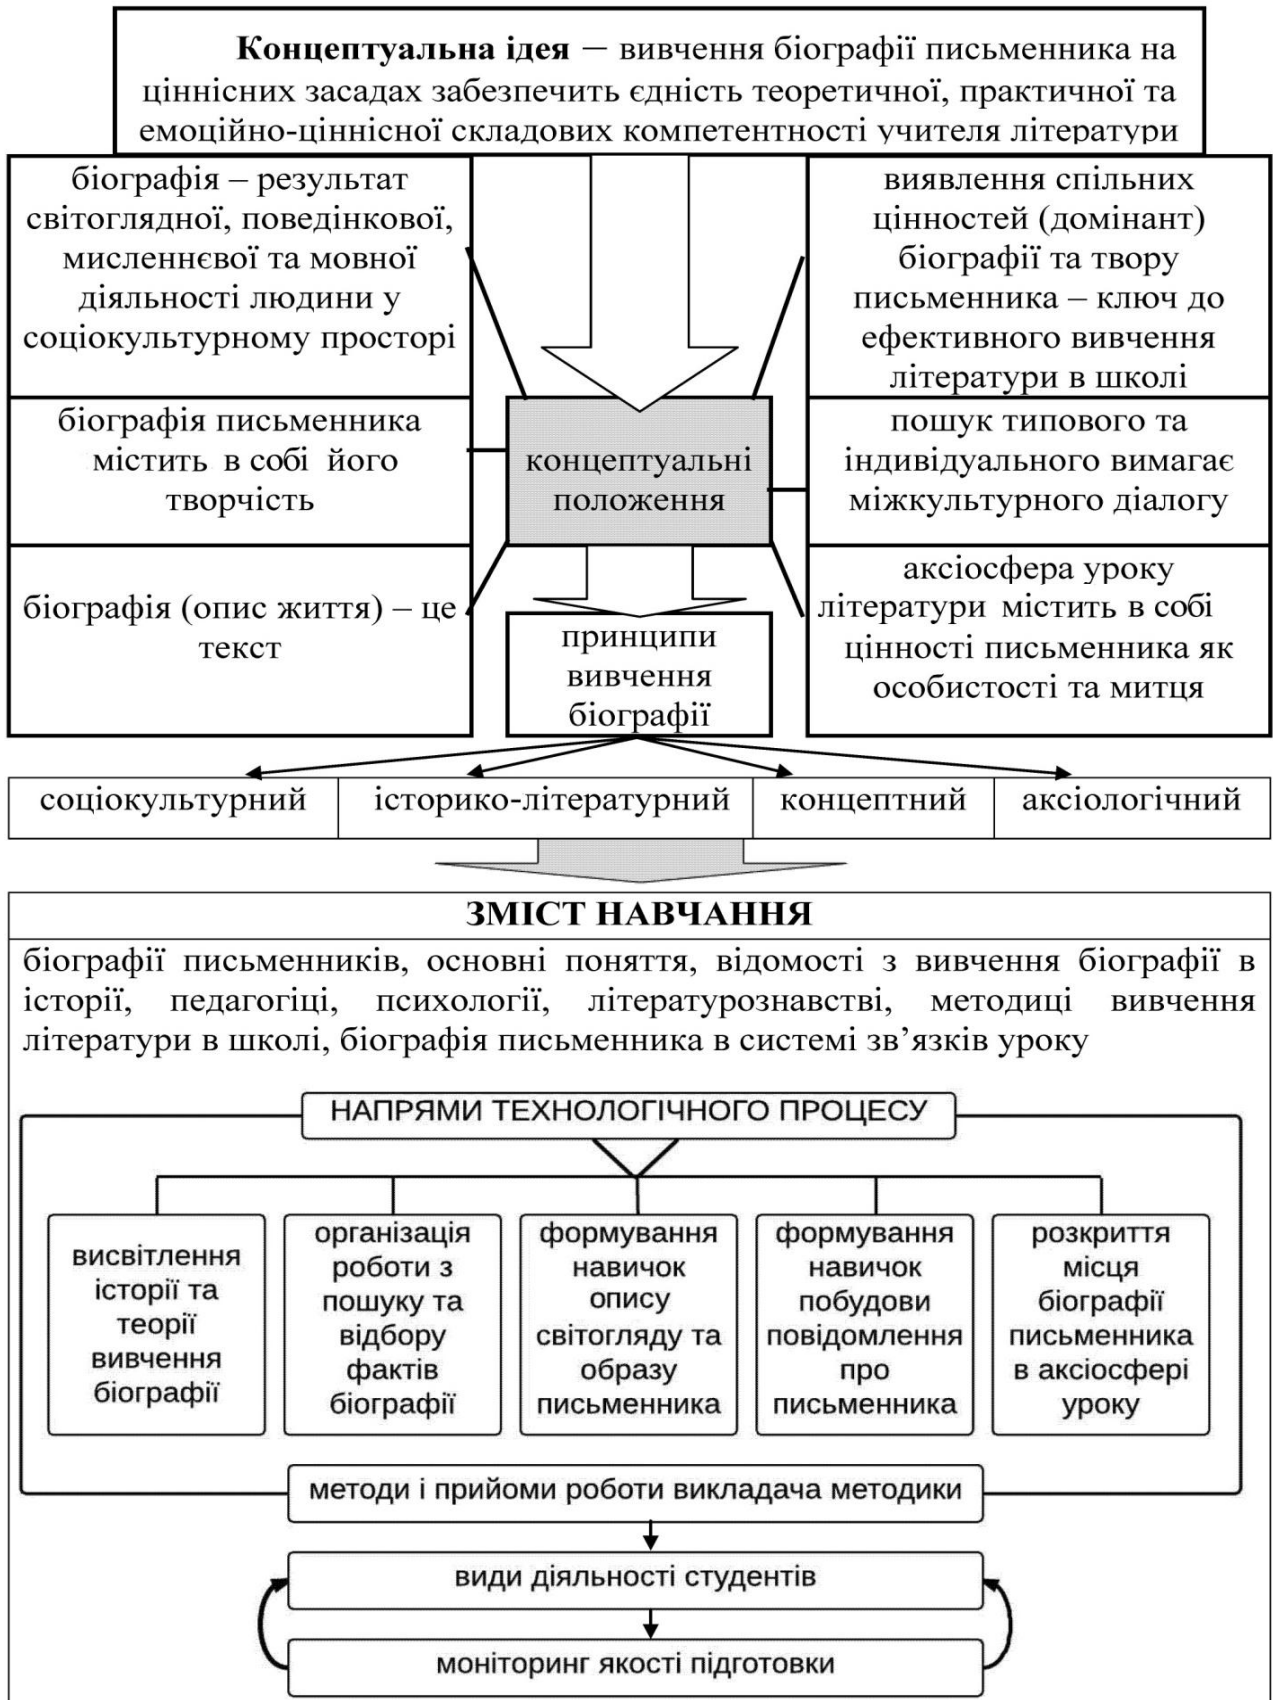 Концептуальна ідея – вивчення біографії письменника на
ціннісних засадах забезпечить єдність теоретичної, практичної та
емоційно-ціннісної складових компетентності учителя літератури
біографія – результат
світоглядної, поведінкової,
мисленнєвої та мовної
діяльності людини у
соціокультурному просторі
біографія письменника
містить в собі його
творчість
біографія (опис життя) – це
текст
концептуальні
положення
принципи
вивчення
біографії
виявлення спільних
цінностей (домінант)
біографії та твору
письменника – ключ до
ефективного вивчення
літератури в школі
пошук типового та
індивідуального вимагає
міжкультурного діалогу
аксіосфера уроку
літератури містить в собі
цінності письменника як
особистості та митця
соціокультурний
історико-літературний
концептний
аксіологічний
ЗМІСТ НАВЧАННЯ
біографії письменників, основні поняття, відомості з вивчення біографії в
історії, педагогіці, психології, літературознавстві, методиці вивчення
літератури в школі, біографія письменника в системі зв’язків уроку
НАПРЯМИ ТЕХНОЛОГІЧНОГО ПРОЦЕСУ
висвітлення
історії та
теорії
вивчення
біографії
організація
роботи з
пошуку та
відбору
фактів
біографії
формування
навичок
опису
світогляду та
образу
письменника
формування
навичок
побудови
повідомлення
про
письменника
розкриття
місця
біографії
письменника
в аксіосфері
уроку
методи і прийоми роботи викладача методики
види діяльності студентів
моніторинг якості підготовки